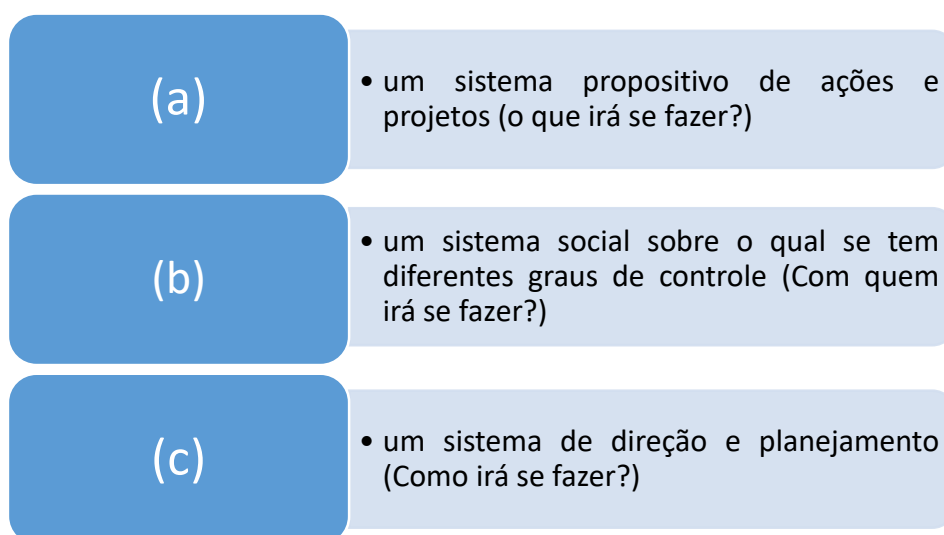 (a)
• um sistema propositivo de ações e
projetos (o que irá se fazer?)
(b)
• um sistema social sobre o qual se tem
diferentes graus de controle (Com quem
irá se fazer?)
(c)
• um sistema de direção e planejamento
(Como irá se fazer?)